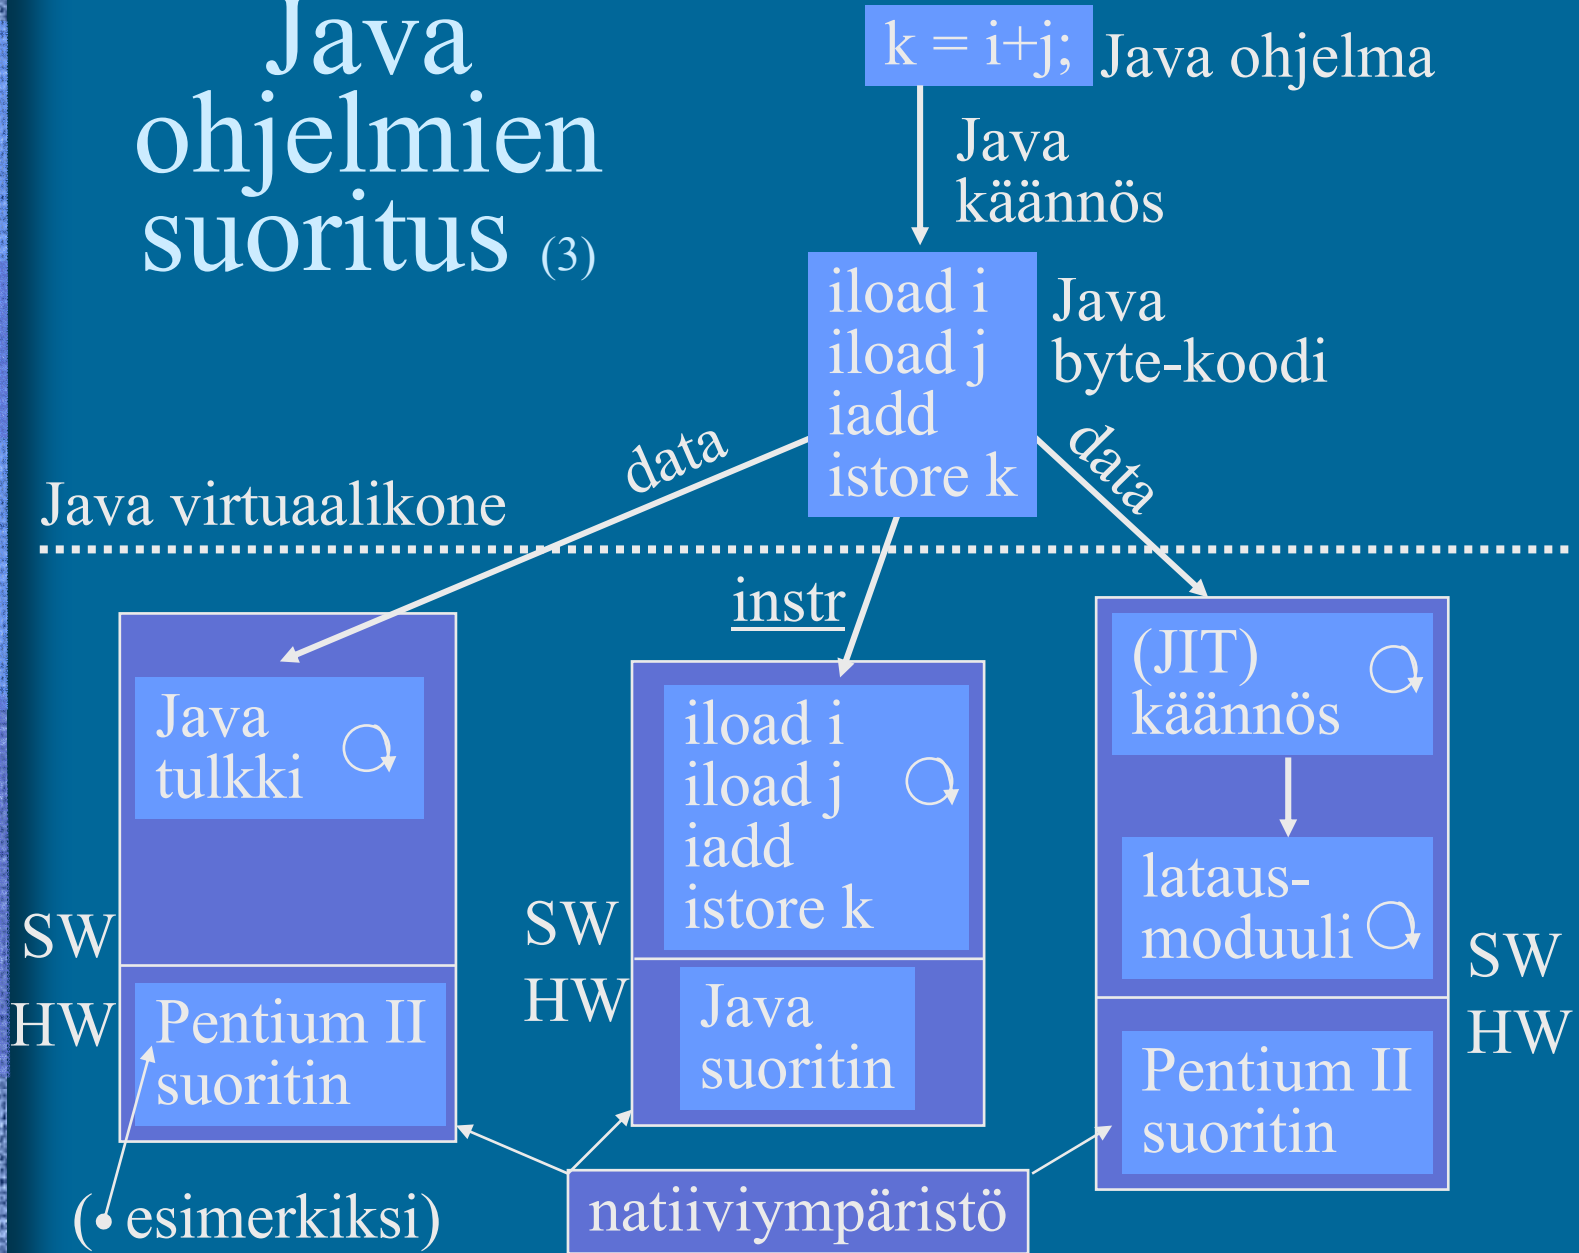 Java
ohjelmien
suoritus (3)
k = i+j;
Java ohjelma
Java
käännös
iload i
iload j
iadd
istore k
Java
byte-koodi
data
data
Java virtuaalikone
instr
Java
tulkki
SW
HW
Pentium II
suoritin
iload i
iload j
iadd
istore k
SW
HW
Java
suoritin
(JIT)
käännös
lataus-
moduuli
SW
HW
Pentium II
suoritin
(• esimerkiksi)
natiiviympäristö